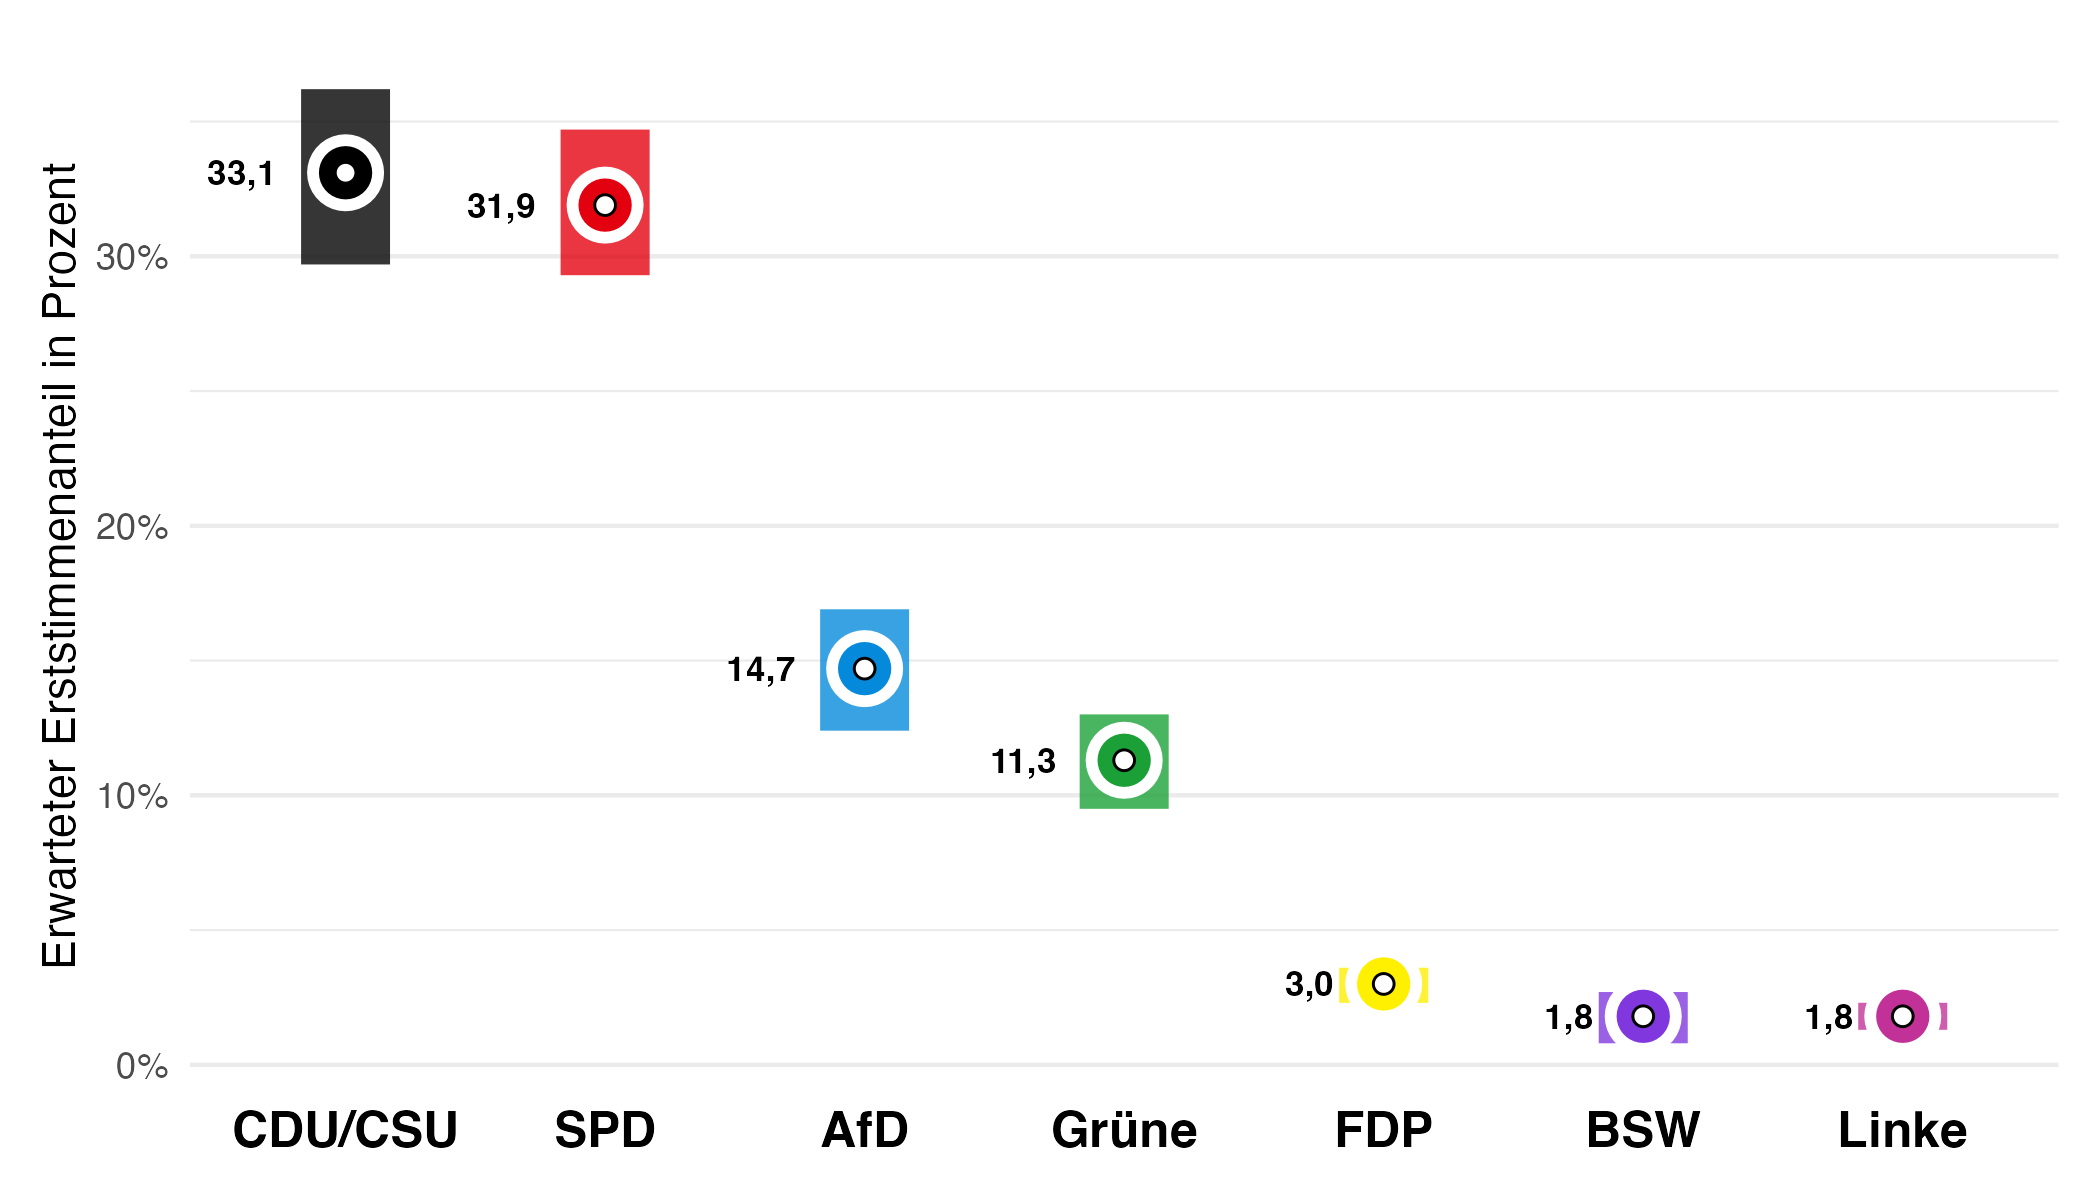 Erwarteter Erststimmenanteil in Prozent
30%
20%
10%
0%
33,1
31,9
14,7
11,3
3,0
1,8
1,8
CDU/CSU
SPD
AfD
Grüne
FDP
BSW
Linke